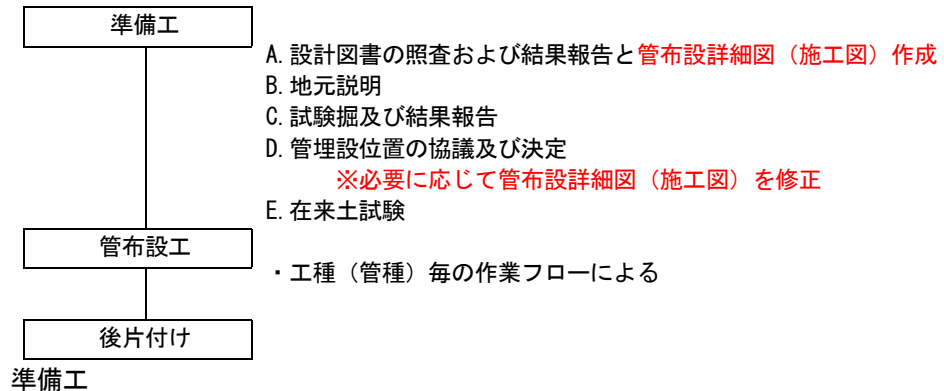 準備工
A.設計図書の照査および結果報告と管布設詳細図（施工図）作成
B.地元説明
C.試験掘及び結果報告
D.管埋設位置の協議及び決定
※必要に応じて管布設詳細図（施工図）を修正
E.在来土試験
管布設工
・工種（管種）毎の作業フローによる
後片付け
準備工